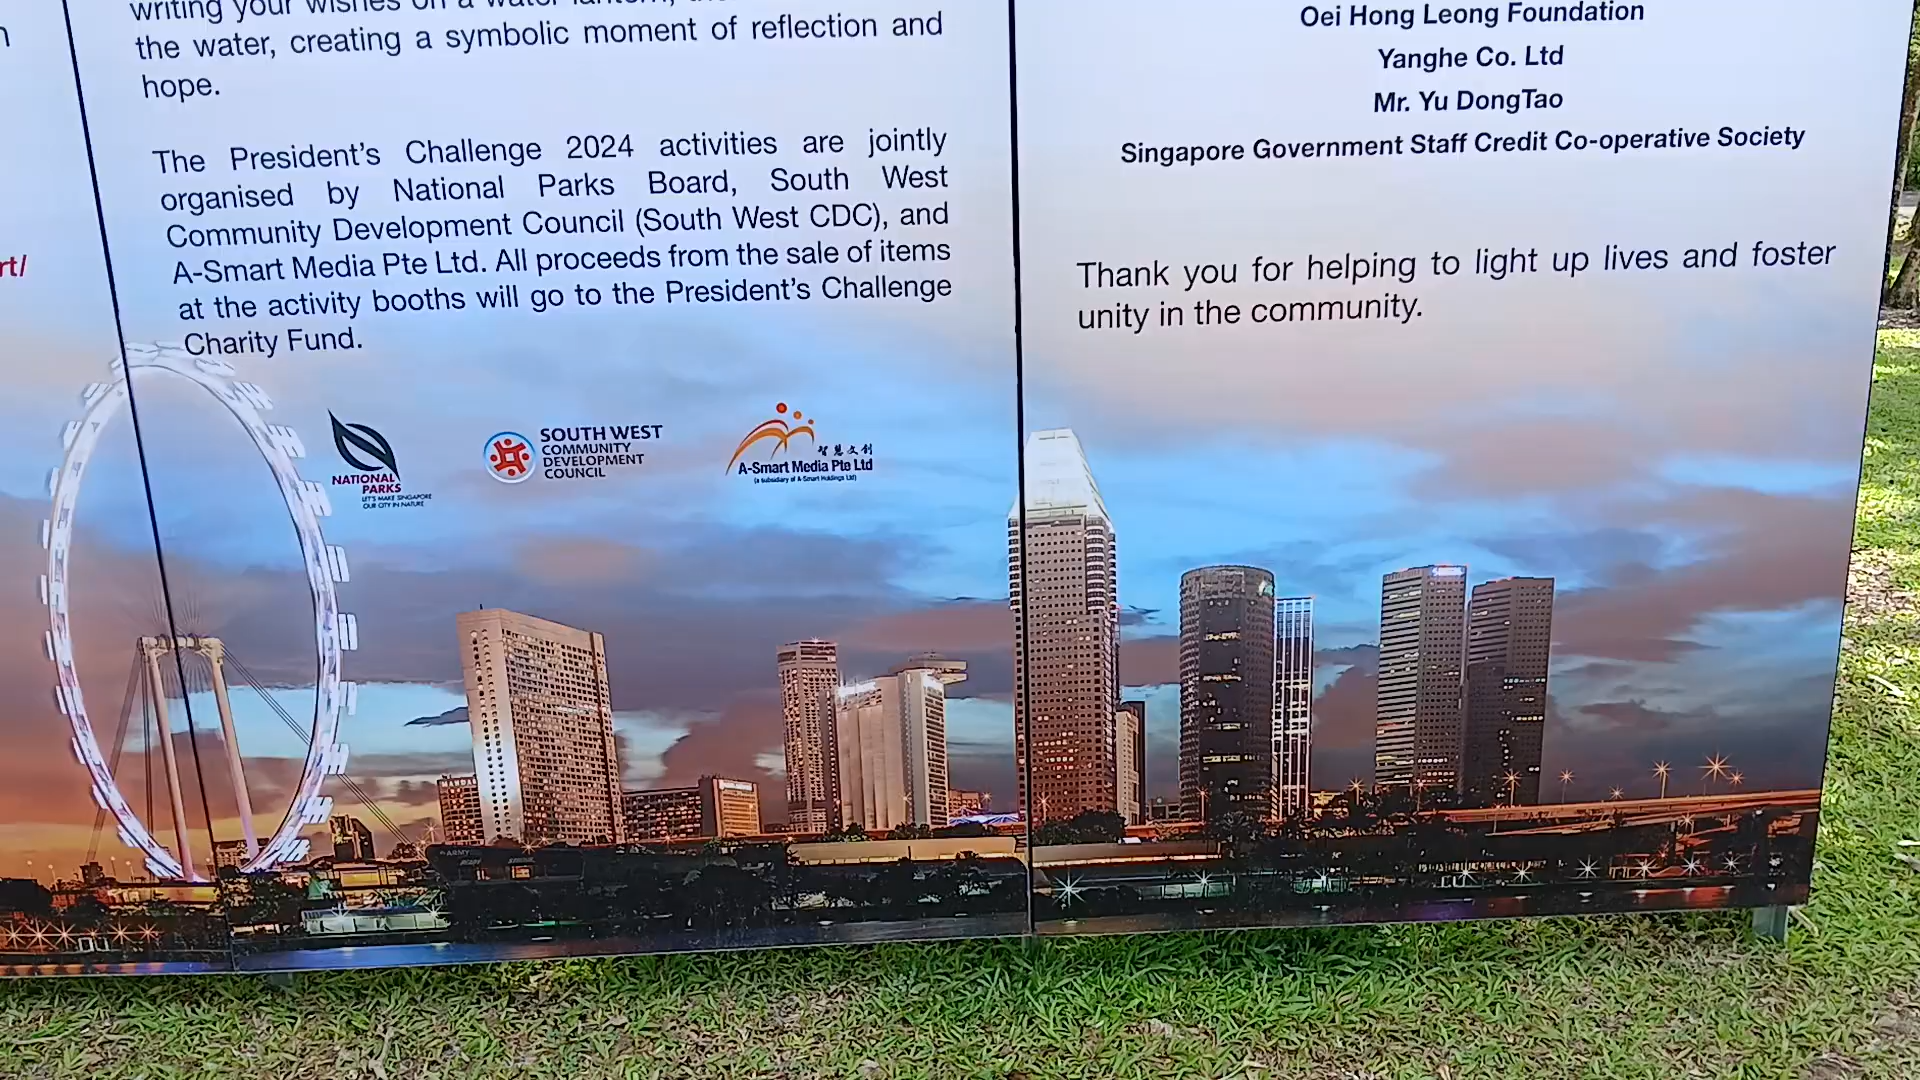 writing your wishes on a water lantern,
the water, creating a symbolic moment of reflection and
hope.
The President's Challenge 2024 activities are jointly
organised by National Parks Board, South West
Community Development Council (South West CDC), and
A-Smart Media Pte Ltd. All proceeds from the sale of items
at the activity booths will go to the President's Challenge
Charity Fund.
rt/
NATIONAL
PARKS
LET'S MAKE SINGAPORE
OUR CITY IN NATURE
SOUTH WEST
COMMUNITY
DEVELOPMENT
COUNCIL
智慧文创
A-Smart Media Pte Ltd
(a subsidiary of A-Smart Holdings Ltd)
Oei Hong Leong Foundation
Yanghe Co. Ltd
Mr. Yu DongTao
Singapore Government Staff Credit Co-operative Society
Thank you for helping to light up lives and foster
unity in the community.